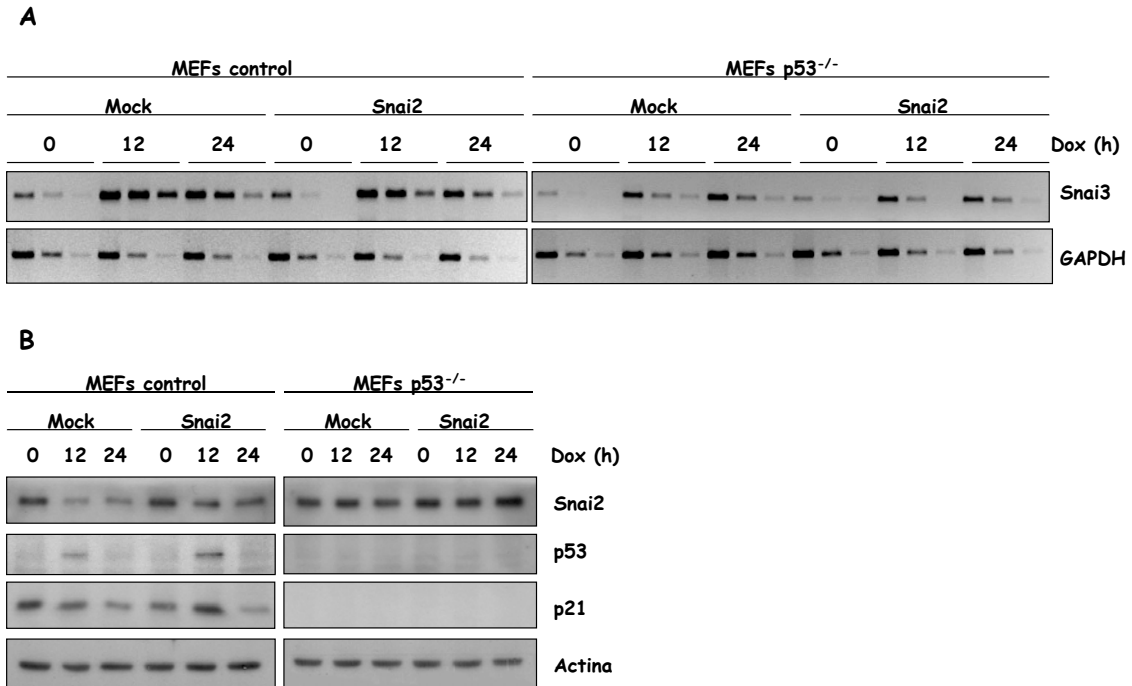 A
MEFs control MEFs p53-/-
Mock Snai2 Mock Snai2
0 12 24 0 12 24 0 12 24 0 12 24 Dox (h)
Snai3
GAPDH
B
MEFs control MEFs p53-/-
Mock Snai2 Mock Snai2
0 12 24 0 12 24 0 12 24 0 12 24 Dox (h)
Snai2
p53
p21
Actina